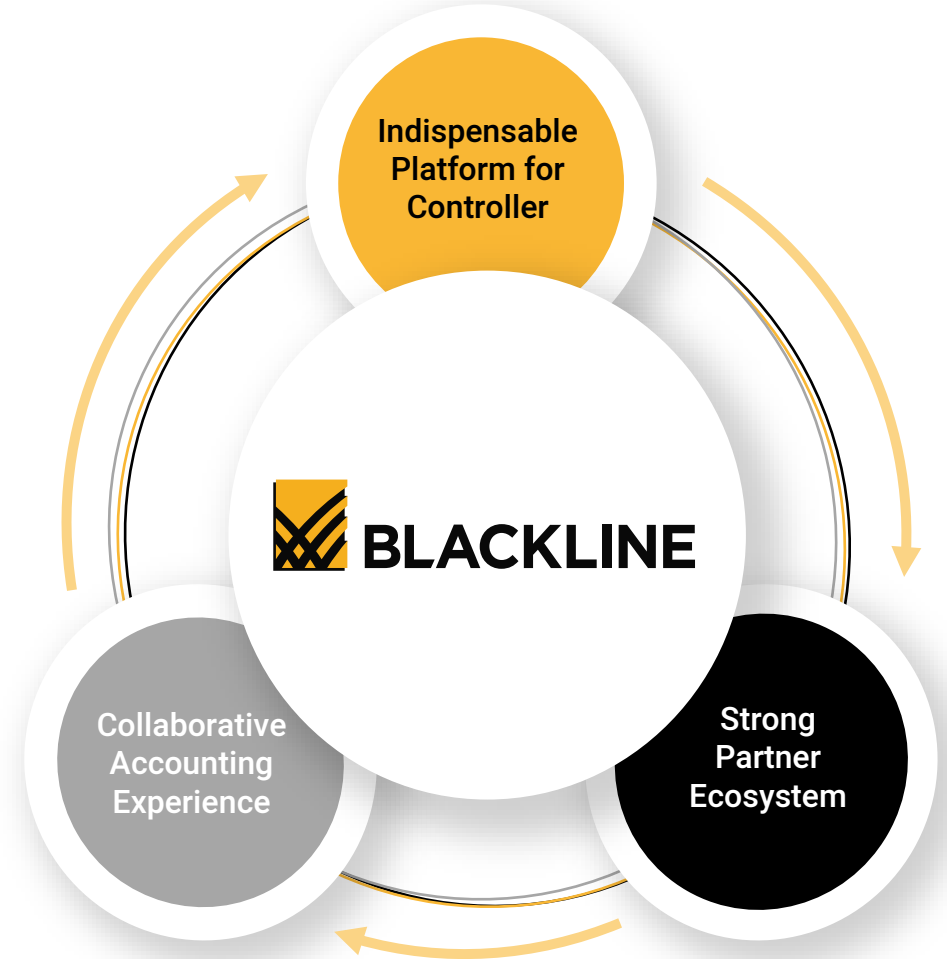 Indispensable
Platform for
Controller
BLACKLINE
Collaborative
Accounting
Experience
Strong
Partner
Ecosystem